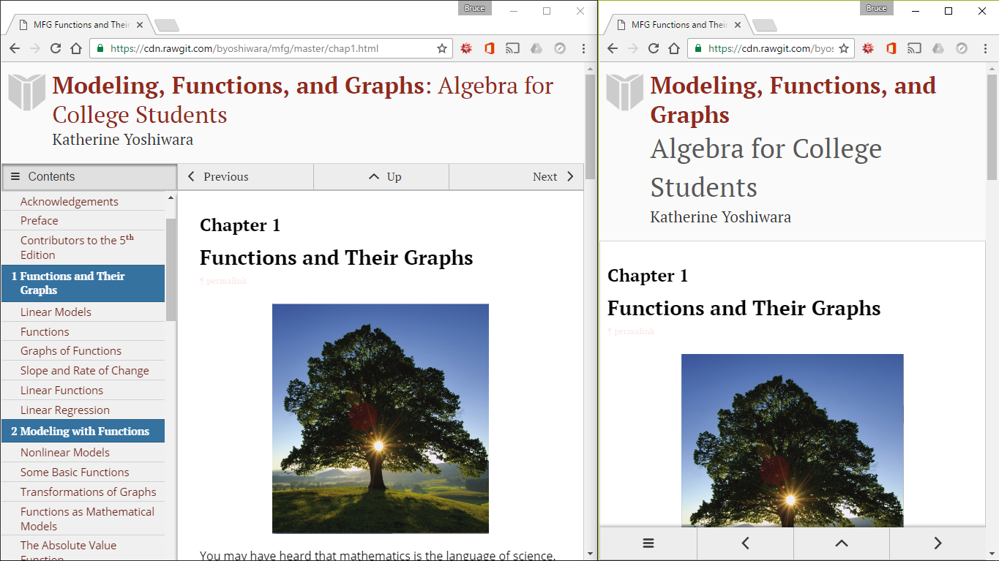 Bruce
MFG Functions and Their
https://cdn.rawgit.com/byoshiwara/mfg/master/chap1.html
Modeling, Functions, and Graphs: Algebra for
College Students
Katherine Yoshiwara
Contents
Previous
Up
Next
Acknowledgements
Preface
Contributors to the 5th
Edition
1 Functions and Their
Graphs
Linear Models
Functions
Graphs of Functions
Slope and Rate of Change
Linear Functions
Linear Regression
2 Modeling with Functions
Nonlinear Models
Some Basic Functions
Transformations of Graphs
Functions as Mathematical
Models
The Absolute Value
Function
Chapter 1
Functions and Their Graphs
¶ permalink
You may have heard that mathematics is the language of science.
Bruce
MFG Functions and Their
https://cdn.rawgit.com/byos
Modeling, Functions, and
Graphs
Algebra for College
Students
Katherine Yoshiwara
Chapter 1
Functions and Their Graphs
¶ permalink